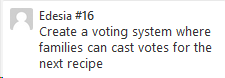 Edesia #16
Create a voting system where
families can cast votes for the
next recipe